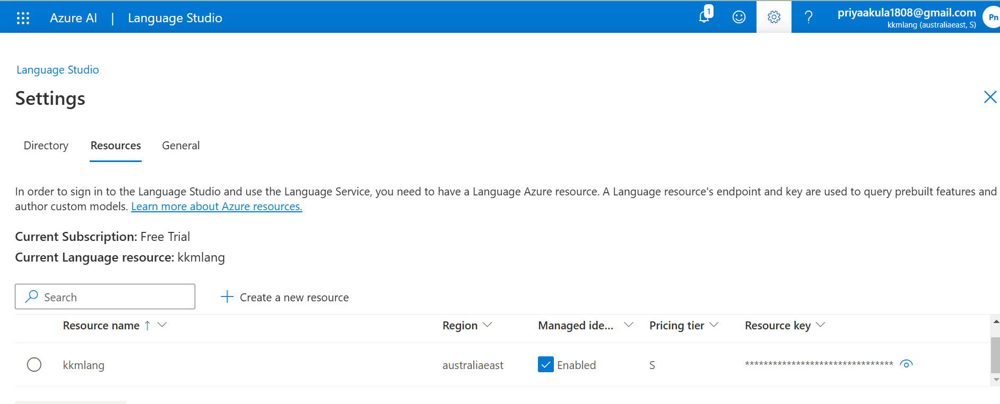 Azure AI | Language Studio
1
priyaakula1808@gmail.com
kkmlang (australiaeast, S)
Pn
Language Studio
Settings
Directory Resources General
In order to sign in to the Language Studio and use the Language Service, you need to have a Language Azure resource. A Language resource's endpoint and key are used to query prebuilt features and
author custom models. Learn more about Azure resources.
Current Subscription: Free Trial
Current Language resource: kkmlang
Search
Create a new resource
Resource name Region Managed ide... Pricing tier Resource key
kkmlang australiaeast Enabled S ********************************